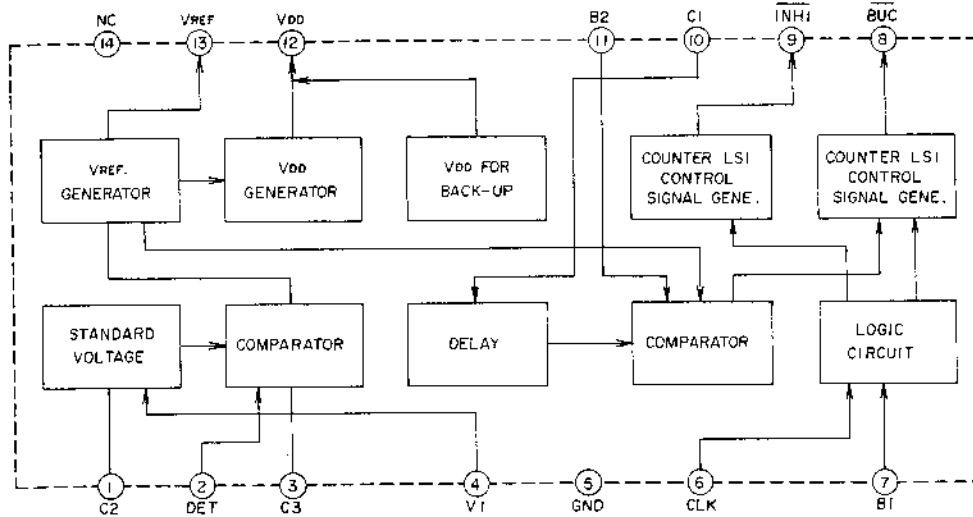 NC VREF VDD B2 C1 INH1 BUC
14 13 12 11 10 9 8
VREF. GENERATOR
VDD GENERATOR
VDD FOR BACK-UP
COUNTER LSI CONTROL SIGNAL GENE.
COUNTER LSI CONTROL SIGNAL GENE.
STANDARD VOLTAGE
COMPARATOR
DELAY
COMPARATOR
LOGIC CIRCUIT
1 2 3 4 5 6 7
C2 DET C3 V1 GND CLK B1